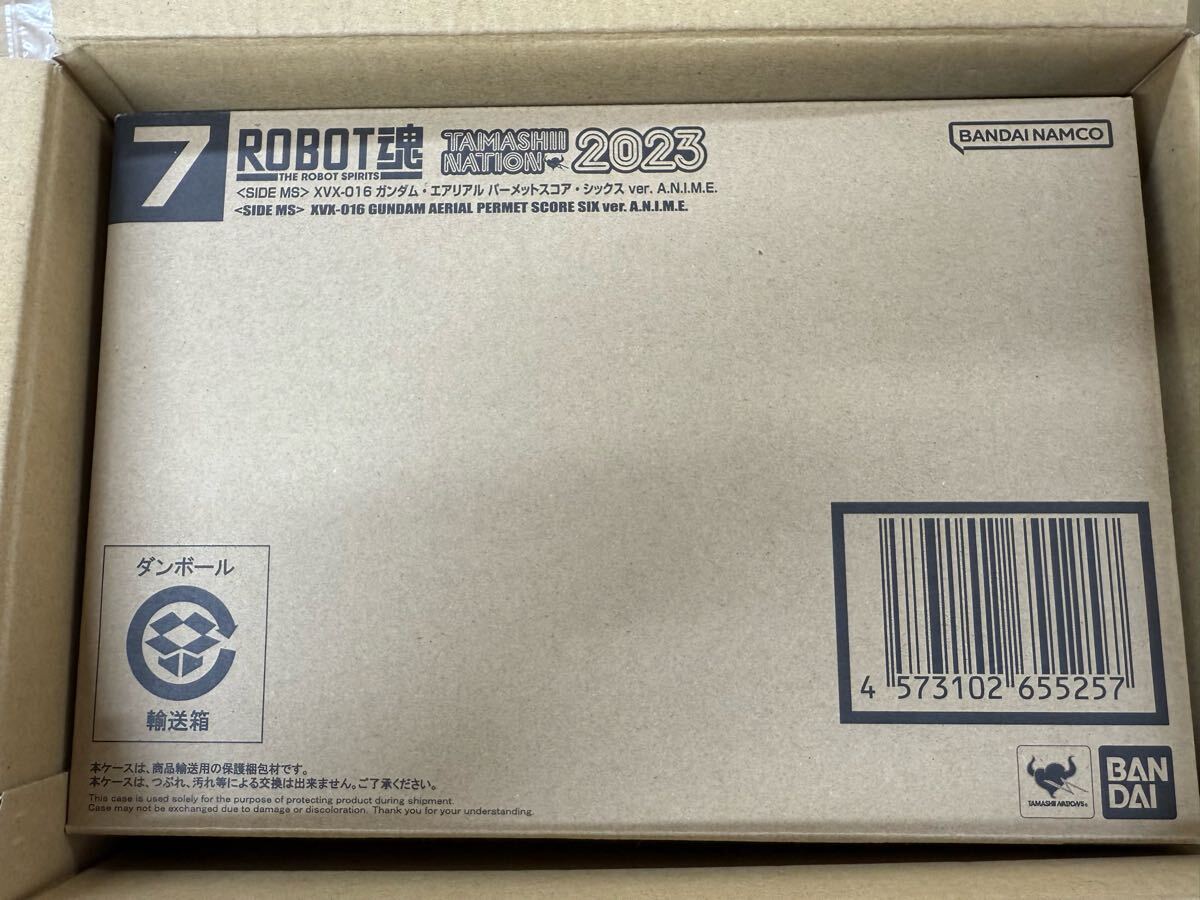 7
ROBOT魂
THE ROBOT SPIRITS
TAMASHII NATION 2023
<SIDE MS> XVX-016 ガンダム・エアリアル パーメットスコア・シックス ver. A.N.I.M.E.
<SIDE MS> XVX-016 GUNDAM AERIAL PERMET SCORE SIX ver. A.N.I.M.E.
BANDAI NAMCO
ダンボール
輸送箱
4 573102 655257
本ケースは、商品輸送用の保護梱包材です。
本ケースは、つぶれ、汚れ等による交換は出来ません。ご了承ください。
This case is used solely for the purpose of protecting product during shipment.
Case may not be exchanged due to damage or discoloration. Thank you for your understanding.
TAMASHII NATIONS
BAN
DAI